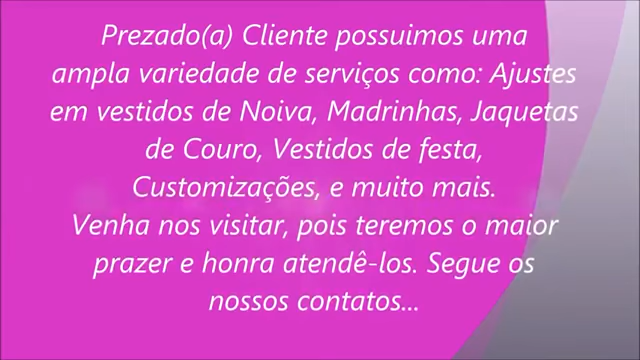 Prezado(a) Cliente possuimos uma
ampla variedade de serviços como: Ajustes
em vestidos de Noiva, Madrinhas, Jaquetas
de Couro, Vestidos de festa,
Customizações, e muito mais.
Venha nos visitar, pois teremos o maior
prazer e honra atendê-los. Segue os
nossos contatos...